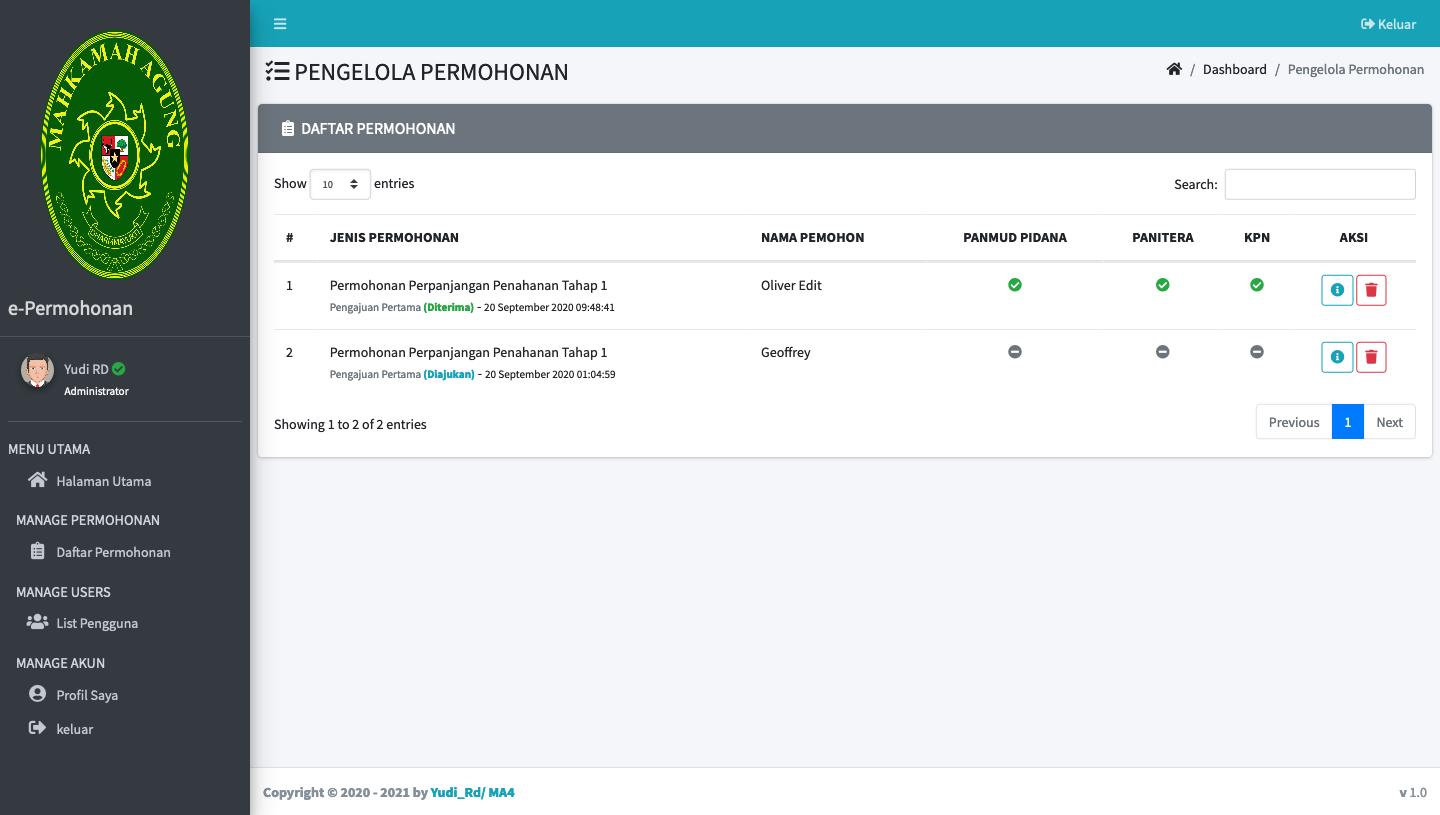 Keluar
MAHKAMAH AGUNG
e-Permohonan
Yudi RD
Administrator
MENU UTAMA
Halaman Utama
MANAGE PERMOHONAN
Daftar Permohonan
MANAGE USERS
List Pengguna
MANAGE AKUN
Profil Saya
keluar
PENGELOLA PERMOHONAN
/ Dashboard / Pengelola Permohonan
DAFTAR PERMOHONAN
Show 10 entries
Search:
# JENIS PERMOHONAN NAMA PEMOHON PANMUD PIDANA PANITERA KPN AKSI
1 Permohonan Perpanjangan Penahanan Tahap 1 Oliver Edit
Pengajuan Pertama (Diterima) - 20 September 2020 09:48:41
2 Permohonan Perpanjangan Penahanan Tahap 1 Geoffrey
Pengajuan Pertama (Diajukan) - 20 September 2020 01:04:59
Showing 1 to 2 of 2 entries
Previous 1 Next
Copyright © 2020 - 2021 by Yudi_Rd/ MA4
v 1.0